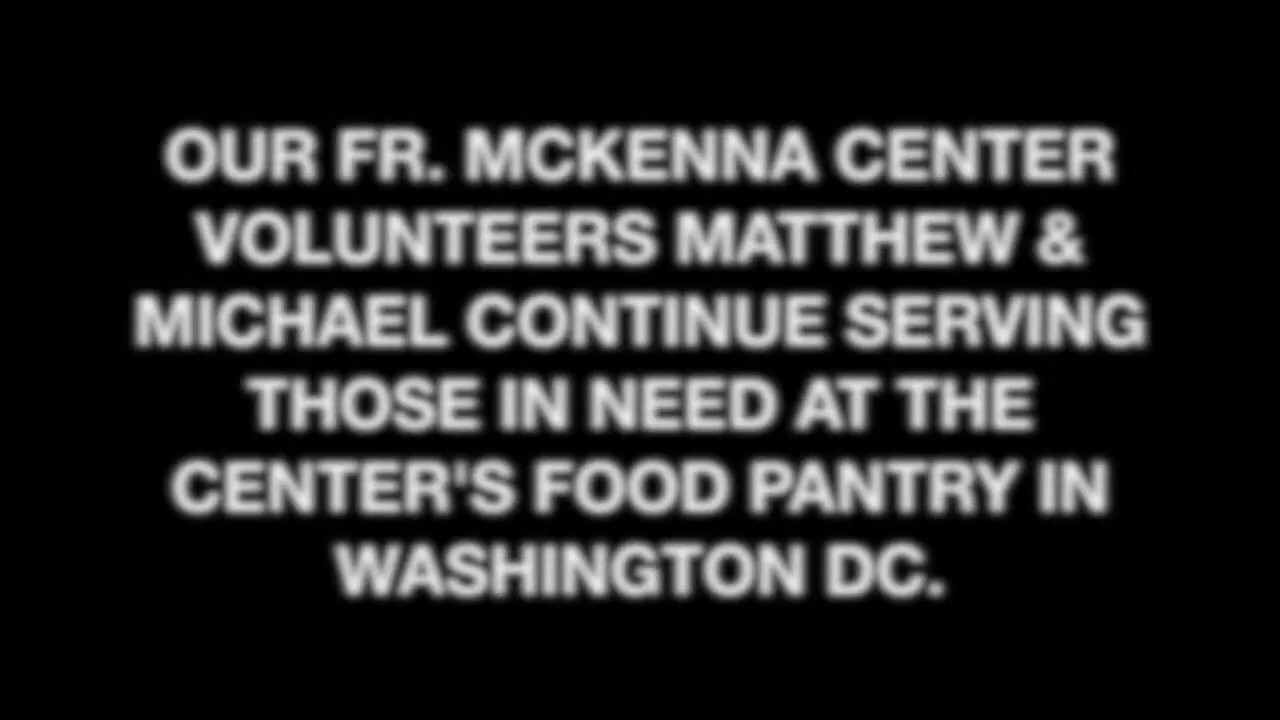 OUR FR. MCKENNA CENTER
VOLUNTEERS MATTHEW &
MICHAEL CONTINUE SERVING
THOSE IN NEED AT THE
CENTER'S FOOD PANTRY IN
WASHINGTON DC.